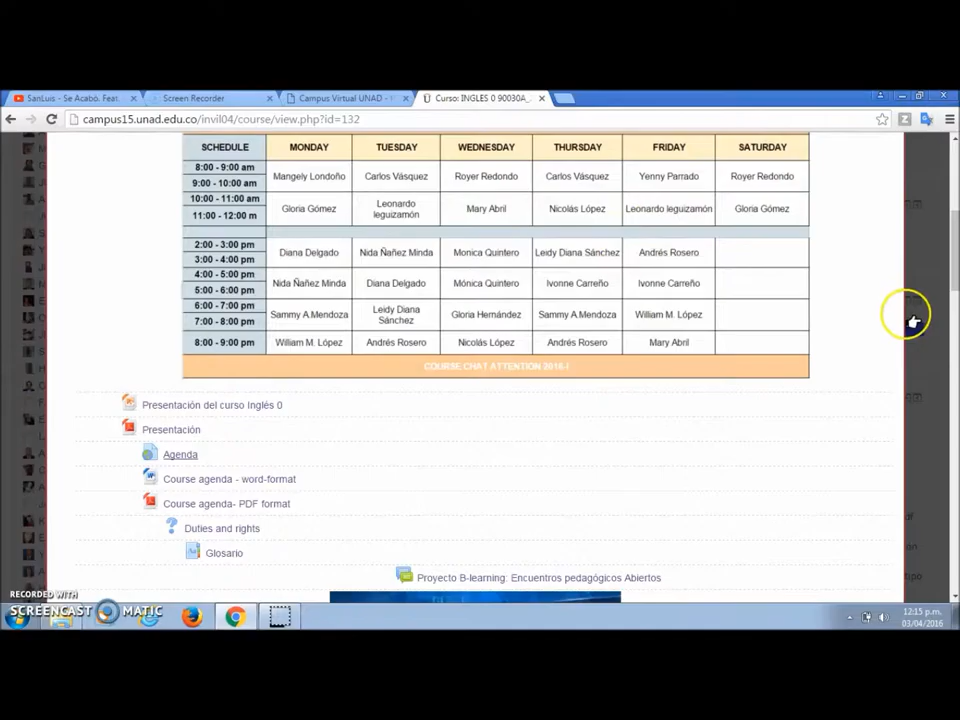 SanLuis - Se Acabó. Feat.
Screen Recorder
Campus Virtual UNAD -
Curso: INGLES 0 90030A_
campus15.unad.edu.co/invil04/course/view.php?id=132
SCHEDULE MONDAY TUESDAY WEDNESDAY THURSDAY FRIDAY SATURDAY
8:00 - 9:00 am
9:00 - 10:00 am
Mangely Londoño Carlos Vásquez Royer Redondo Carlos Vásquez Yenny Parrado Royer Redondo
10:00 - 11:00 am
11:00 - 12:00 m
Gloria Gómez Leonardo leguizamón Mary Abril Nicolás López Leonardo leguizamón Gloria Gómez
2:00 - 3:00 pm
3:00 - 4:00 pm
Diana Delgado Nida Ñañez Minda Monica Quintero Leidy Diana Sánchez Andrés Rosero
4:00 - 5:00 pm
5:00 - 6:00 pm
Nida Ñañez Minda Diana Delgado Mónica Quintero Ivonne Carreño Ivonne Carreño
6:00 - 7:00 pm
7:00 - 8:00 pm
Sammy A.Mendoza Leidy Diana Sánchez Gloria Hernández Sammy A.Mendoza William M. López
8:00 - 9:00 pm William M. López Andrés Rosero Nicolás López Andrés Rosero Mary Abril
COURSE CHAT ATTENTION 2016-I
Presentación del curso Inglés 0
Presentación
Agenda
Course agenda - word-format
Course agenda- PDF format
Duties and rights
Glosario
Proyecto B-learning: Encuentros pedagógicos Abiertos
RECORDED WITH
SCREENCAST MATIC
12:15 p.m.
03/04/2016